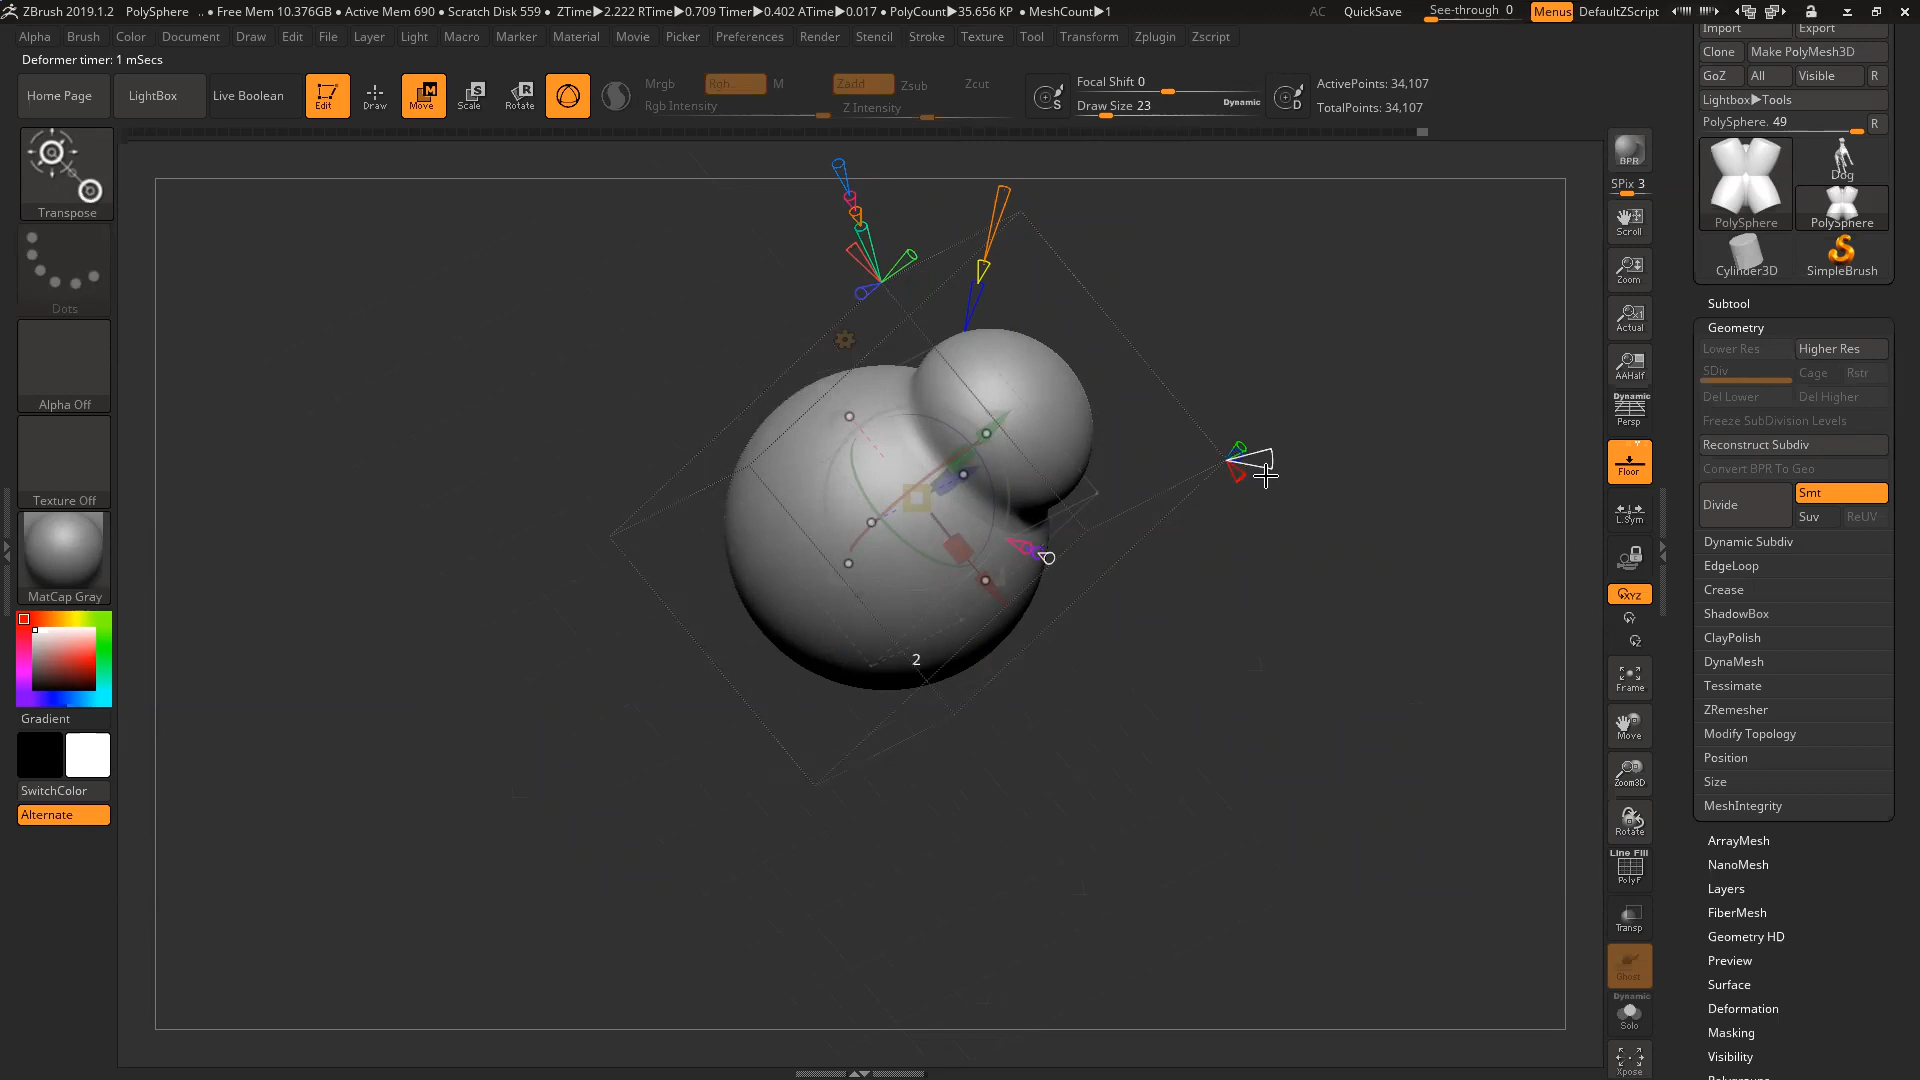 ZBrush 2019.1.2 PolySphere .. ● Free Mem 10.376GB ● Active Mem 690 ● Scratch Disk 559 ● ZTime▶2.222 RTime▶0.709 Timer▶0.402 ATime▶0.017 ● PolyCount▶35.656 KP ● MeshCount▶1 AC QuickSave See-through 0 Menus DefaultZScript
Alpha Brush Color Document Draw Edit File Layer Light Macro Marker Material Movie Picker Preferences Render Stencil Stroke Texture Tool Transform Zplugin Zscript
Deformer timer: 1 mSecs
Home Page LightBox Live Boolean Edit Draw Move Scale Rotate
Mrgb Rgb M Zadd Zsub Zcut
Rgb Intensity Z Intensity
S Focal Shift 0
Draw Size 23 Dynamic D
ActivePoints: 34,107
TotalPoints: 34,107
Transpose
Dots
Alpha Off
Texture Off
MatCap Gray
Gradient
SwitchColor
Alternate
2
BPR
SPix 3
Scroll
Zoom
Actual
AAHalf
Dynamic
Persp
Floor
L.Sym
XYZ
Y
Z
Frame
Move
Zoom3D
Rotate
Line Fill
PolyF
Transp
Ghost
Dynamic
Solo
Xpose
Import Export
Clone Make PolyMesh3D
GoZ All Visible R
Lightbox▶Tools
PolySphere. 49 R
PolySphere Dog
PolySphere
Cylinder3D SimpleBrush
Subtool
Geometry
Lower Res Higher Res
SDiv Cage Rstr
Del Lower Del Higher
Freeze SubDivision Levels
Reconstruct Subdiv
Convert BPR To Geo
Divide Smt
Suv ReUV
Dynamic Subdiv
EdgeLoop
Crease
ShadowBox
ClayPolish
DynaMesh
Tessimate
ZRemesher
Modify Topology
Position
Size
MeshIntegrity
ArrayMesh
NanoMesh
Layers
FiberMesh
Geometry HD
Preview
Surface
Deformation
Masking
Visibility